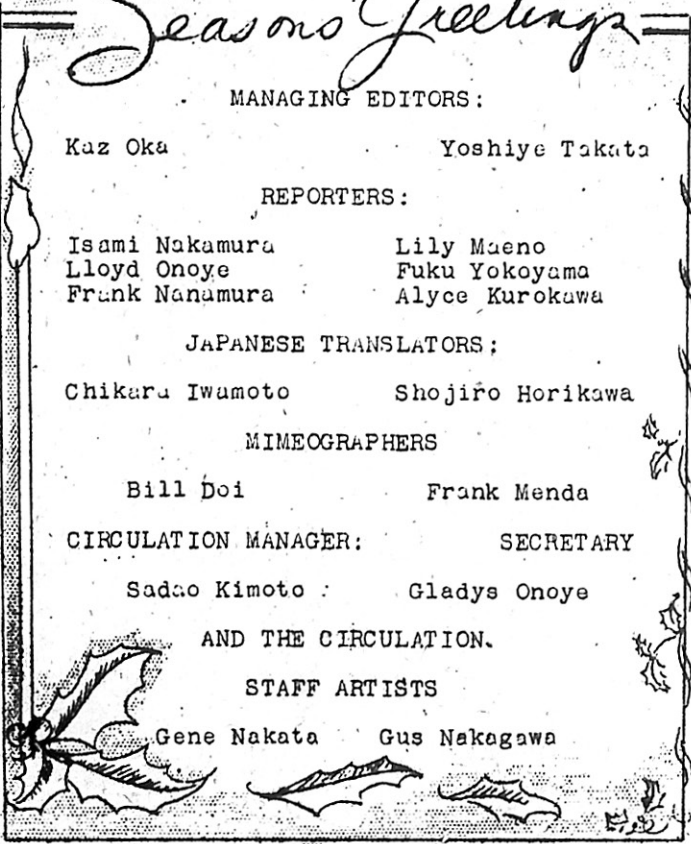 Seasons Greetings
MANAGING EDITORS:
Kaz Oka Yoshiye Takata
REPORTERS:
Isami Nakamura Lily Maeno
Lloyd Onoye Fuku Yokoyama
Frank Nanamura Alyce Kurokawa
JAPANESE TRANSLATORS:
Chikara Iwamoto Shojiro Horikawa
MIMEOGRAPHERS
Bill Doi Frank Menda
CIRCULATION MANAGER: SECRETARY
Sadao Kimoto Gladys Onoye
AND THE CIRCULATION.
STAFF ARTISTS
Gene Nakata Gus Nakagawa